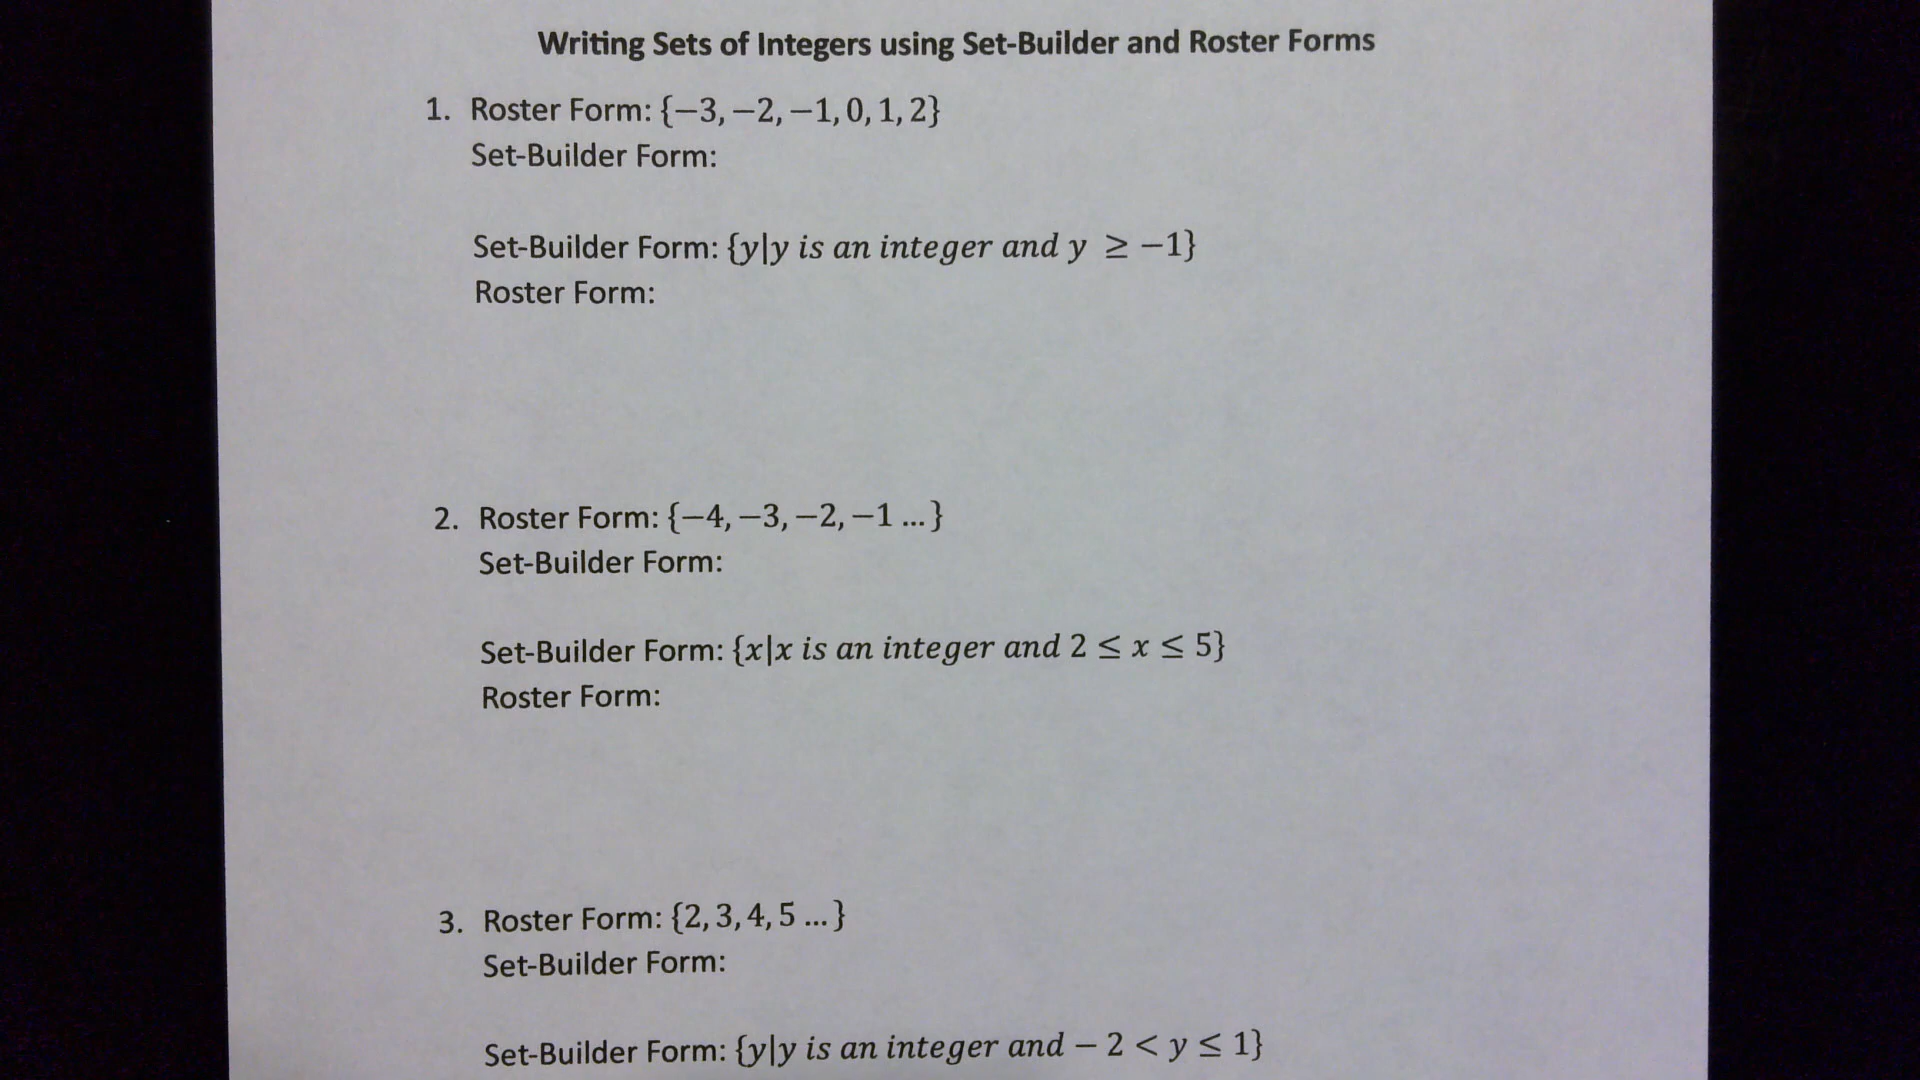 Writing Sets of Integers using Set-Builder and Roster Forms
1. Roster Form: {−3, −2, −1, 0, 1, 2}
Set-Builder Form:
Set-Builder Form: {y|y is an integer and y ≥ −1}
Roster Form:
2. Roster Form: {−4, −3, −2, −1 ...}
Set-Builder Form:
Set-Builder Form: {x|x is an integer and 2 ≤ x ≤ 5}
Roster Form:
3. Roster Form: {2, 3, 4, 5 ...}
Set-Builder Form:
Set-Builder Form: {y|y is an integer and − 2 < y ≤ 1}